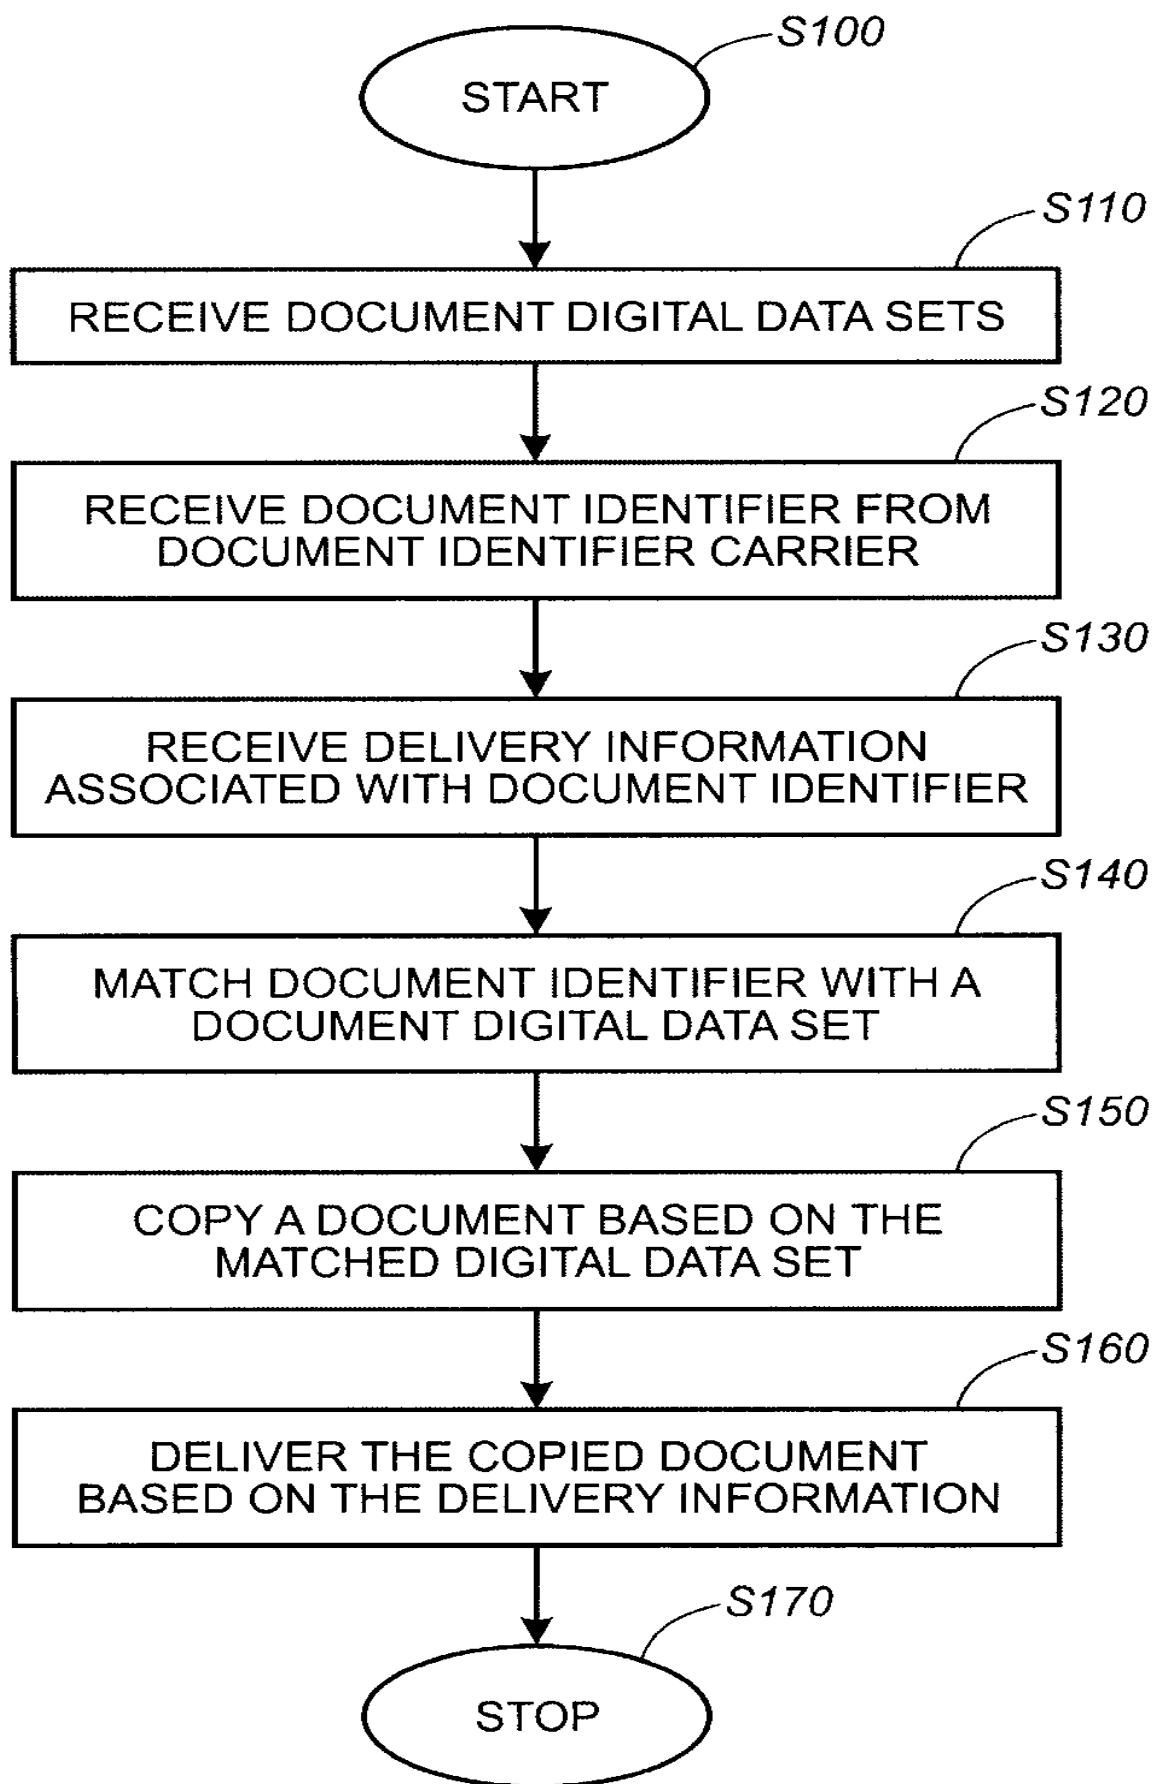 S100
START
S110
RECEIVE DOCUMENT DIGITAL DATA SETS
S120
RECEIVE DOCUMENT IDENTIFIER FROM
DOCUMENT IDENTIFIER CARRIER
S130
RECEIVE DELIVERY INFORMATION
ASSOCIATED WITH DOCUMENT IDENTIFIER
S140
MATCH DOCUMENT IDENTIFIER WITH A
DOCUMENT DIGITAL DATA SET
S150
COPY A DOCUMENT BASED ON THE
MATCHED DIGITAL DATA SET
S160
DELIVER THE COPIED DOCUMENT
BASED ON THE DELIVERY INFORMATION
S170
STOP